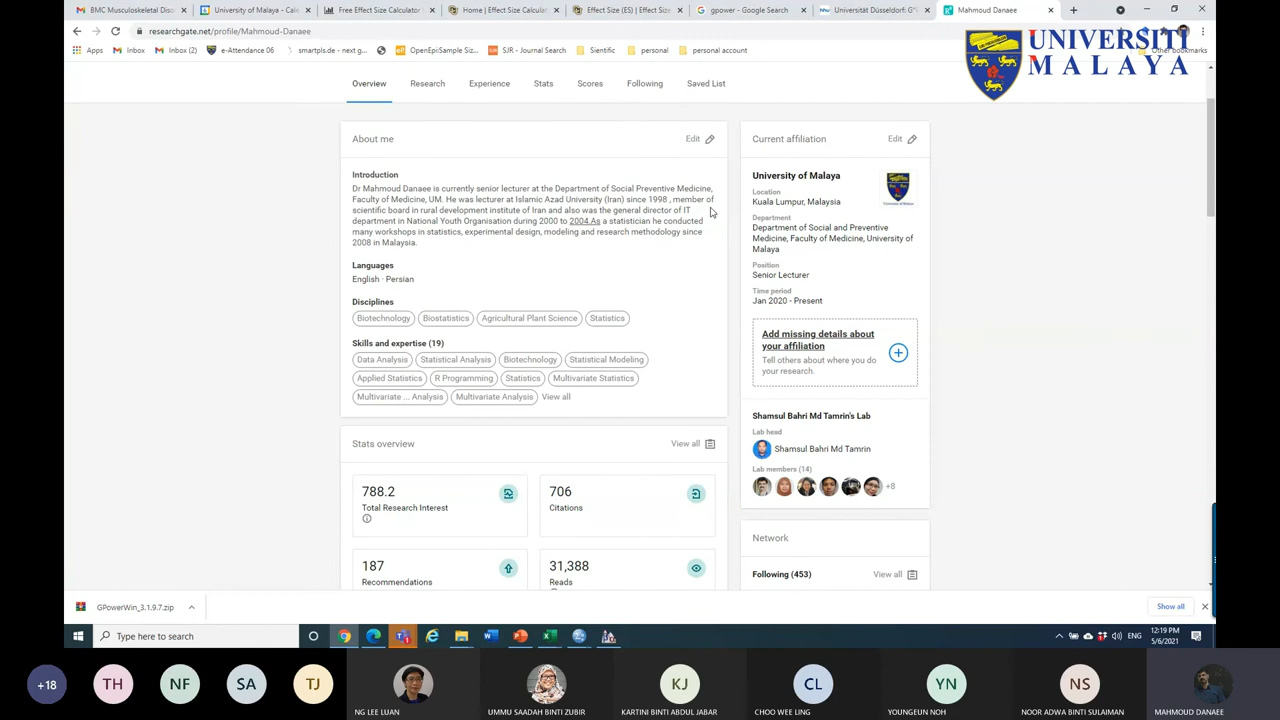 BMC Musculoskeletal Diso
University of Malaya - Cale
Free Effect Size Calculator
Home | Effect Size Calcula
Effect Size (ES) | Effect Size
gpower - Google Search
Universität Düsseldorf: G*
Mahmoud Danaee
researchgate.net/profile/Mahmoud-Danaee
Apps
Inbox
Inbox (2)
e-Attendance 06
smartpls.de - next g...
OpenEpi:Sample Siz...
SJR - Journal Search
Sientific
personal
personal account
Other bookmarks
UNIVERSITI
MALAYA
Overview
Research
Experience
Stats
Scores
Following
Saved List
About me
Edit
Introduction
Dr Mahmoud Danaee is currently senior lecturer at the Department of Social Preventive Medicine,
Faculty of Medicine, UM. He was lecturer at Islamic Azad University (Iran) since 1998 , member of
scientific board in rural development institute of Iran and also was the general director of IT
department in National Youth Organisation during 2000 to 2004.As a statistician he conducted
many workshops in statistics, experimental design, modeling and research methodology since
2008 in Malaysia.
Languages
English · Persian
Disciplines
Biotechnology
Biostatistics
Agricultural Plant Science
Statistics
Skills and expertise (19)
Data Analysis
Statistical Analysis
Biotechnology
Statistical Modeling
Applied Statistics
R Programming
Statistics
Multivariate Statistics
Multivariate ... Analysis
Multivariate Analysis
View all
Stats overview
View all
788.2
Total Research Interest
706
Citations
187
Recommendations
31,388
Reads
Current affiliation
Edit
University of Malaya
Location
Kuala Lumpur, Malaysia
Department
Department of Social and Preventive
Medicine, Faculty of Medicine, University of
Malaya
Position
Senior Lecturer
Time period
Jan 2020 - Present
Add missing details about
your affiliation
Tell others about where you do
your research.
Shamsul Bahri Md Tamrin's Lab
Lab head
Shamsul Bahri Md Tamrin
Lab members (14)
+8
Network
Following (453)
View all
GPowerWin_3.1.9.7.zip
Show all
Type here to search
ENG
12:19 PM
5/6/2021
+18
TH
NF
SA
TJ
KJ
CL
YN
NS
NG LEE LUAN
UMMU SAADAH BINTI ZUBIR
KARTINI BINTI ABDUL JABAR
CHOO WEE LING
YOUNGEUN NOH
NOOR ADWA BINTI SULAIMAN
MAHMOUD DANAEE